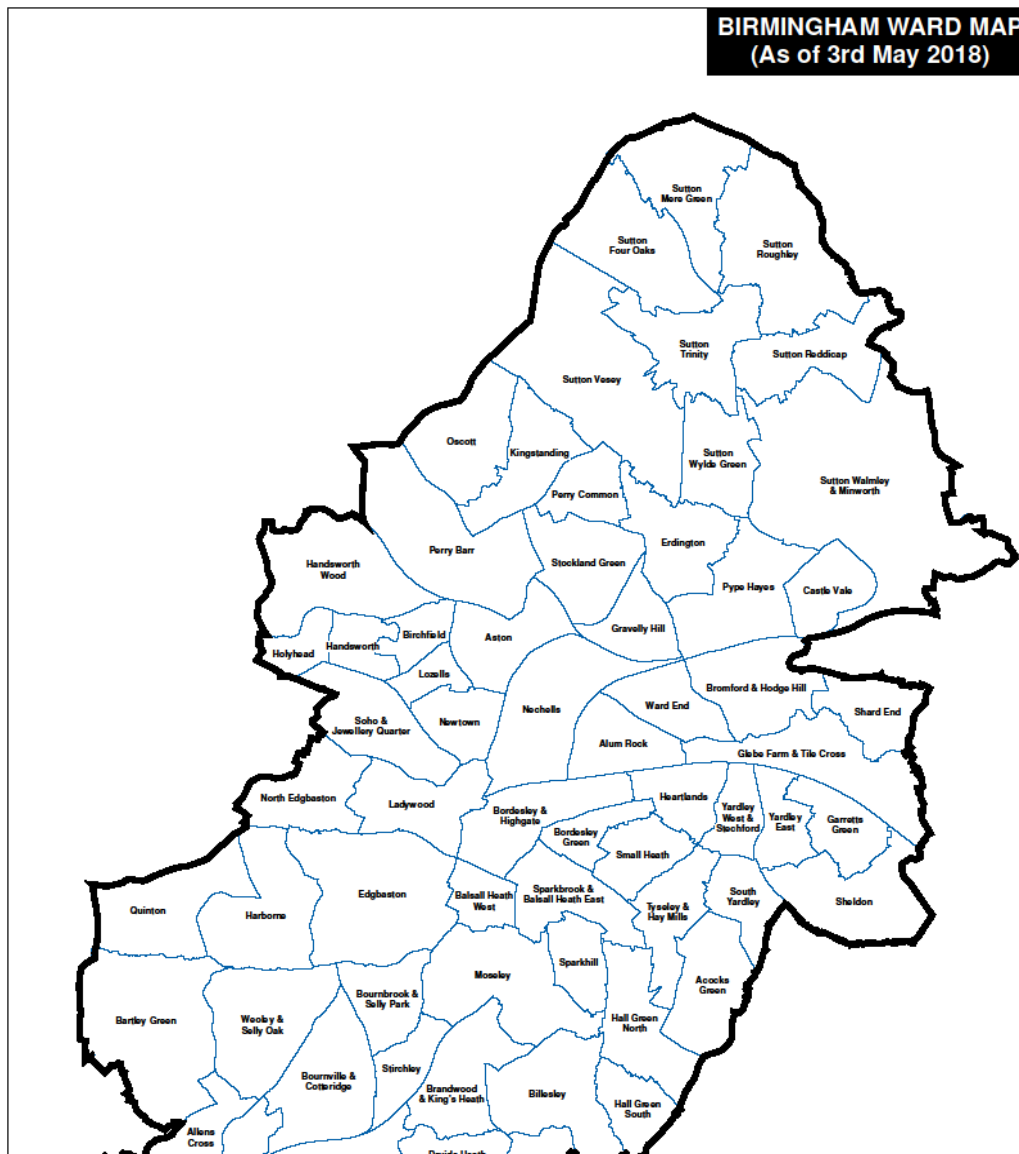 BIRMINGHAM WARD MAP
(As of 3rd May 2018)
Sutton
Mere Green
Sutton
Four Oaks
Sutton
Roughley
Sutton
Trinity
Sutton Reddicap
Sutton Vesey
Oscott
Kingstanding
Sutton
Wylde Green
Sutton Walmley
& Minworth
Perry Common
Perry Barr
Erdington
Stockland Green
Handsworth
Wood
Pype Hayes
Castle Vale
Gravelly Hill
Birchfield
Aston
Handsworth
Holyhead
Lozells
Bromford & Hodge Hill
Ward End
Nechells
Shard End
Soho &
Jewellery Quarter
Newtown
Alum Rock
Glebe Farm & Tile Cross
North Edgbaston
Ladywood
Heartlands
Bordesley &
Highgate
Yardley
West &
Stechford
Yardley
East
Garretts
Green
Bordesley
Green
Small Heath
Edgbaston
Balsall Heath
West
Sparkbrook &
Balsall Heath East
South
Yardley
Sheldon
Quinton
Harborne
Tyseley &
Hay Mills
Sparkhill
Moseley
Acocks
Green
Bournbrook &
Selly Park
Bartley Green
Weoley &
Selly Oak
Hall Green
North
Stirchley
Bournville &
Cotteridge
Brandwood
& King's Heath
Billesley
Hall Green
South
Allens
Cross